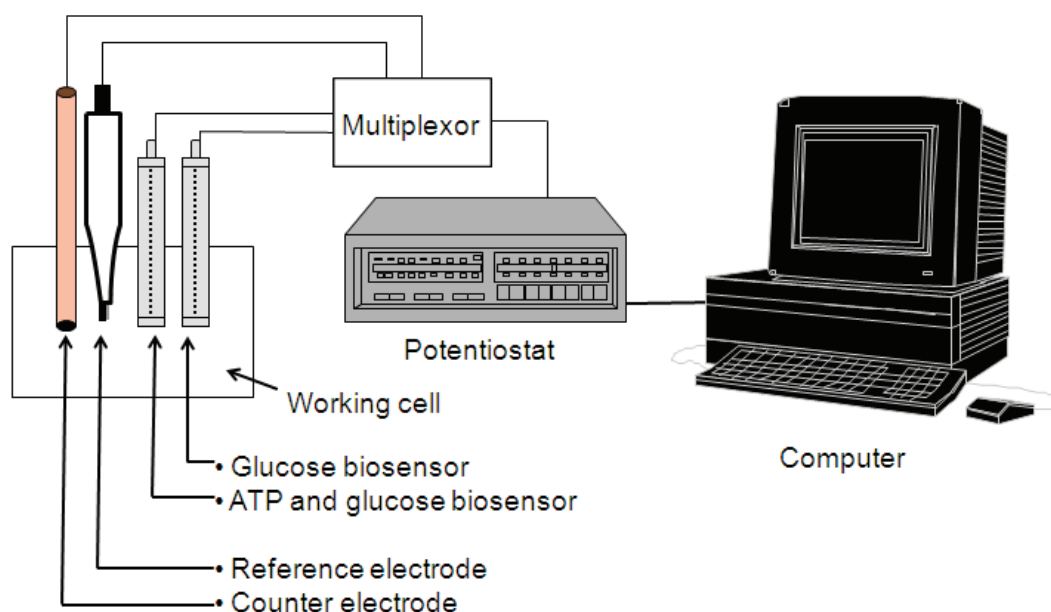 Multiplexor
Potentiostat
Working cell
Computer
• Glucose biosensor
• ATP and glucose biosensor
• Reference electrode
• Counter electrode